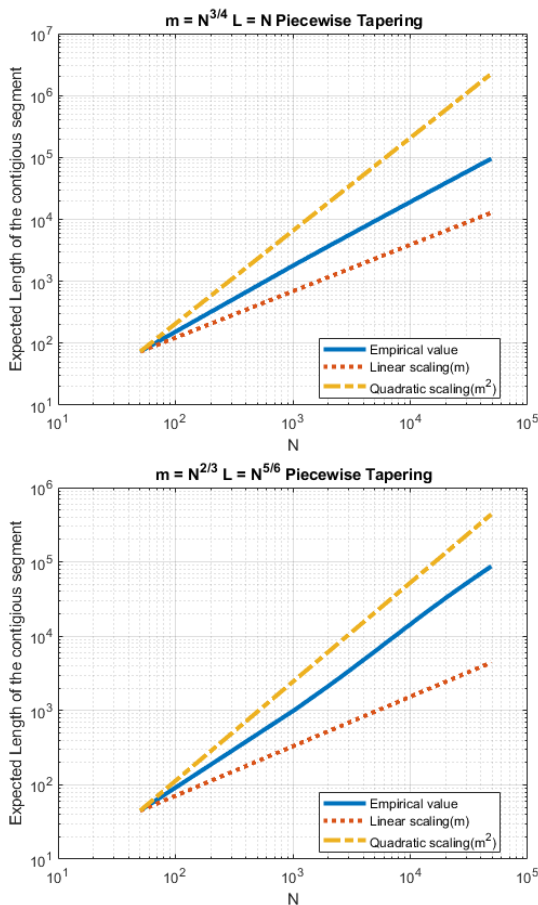 m = N^{3/4} L = N Piecewise Tapering
10^7
10^6
10^5
10^4
10^3
10^2
10^1
Expected Length of the contigious segment
Empirical value
Linear scaling(m)
Quadratic scaling(m^2)
10^1 10^2 10^3 10^4 10^5
N
m = N^{2/3} L = N^{5/6} Piecewise Tapering
10^6
10^5
10^4
10^3
10^2
10^1
Expected Length of the contigious segment
Empirical value
Linear scaling(m)
Quadratic scaling(m^2)
10^1 10^2 10^3 10^4 10^5
N